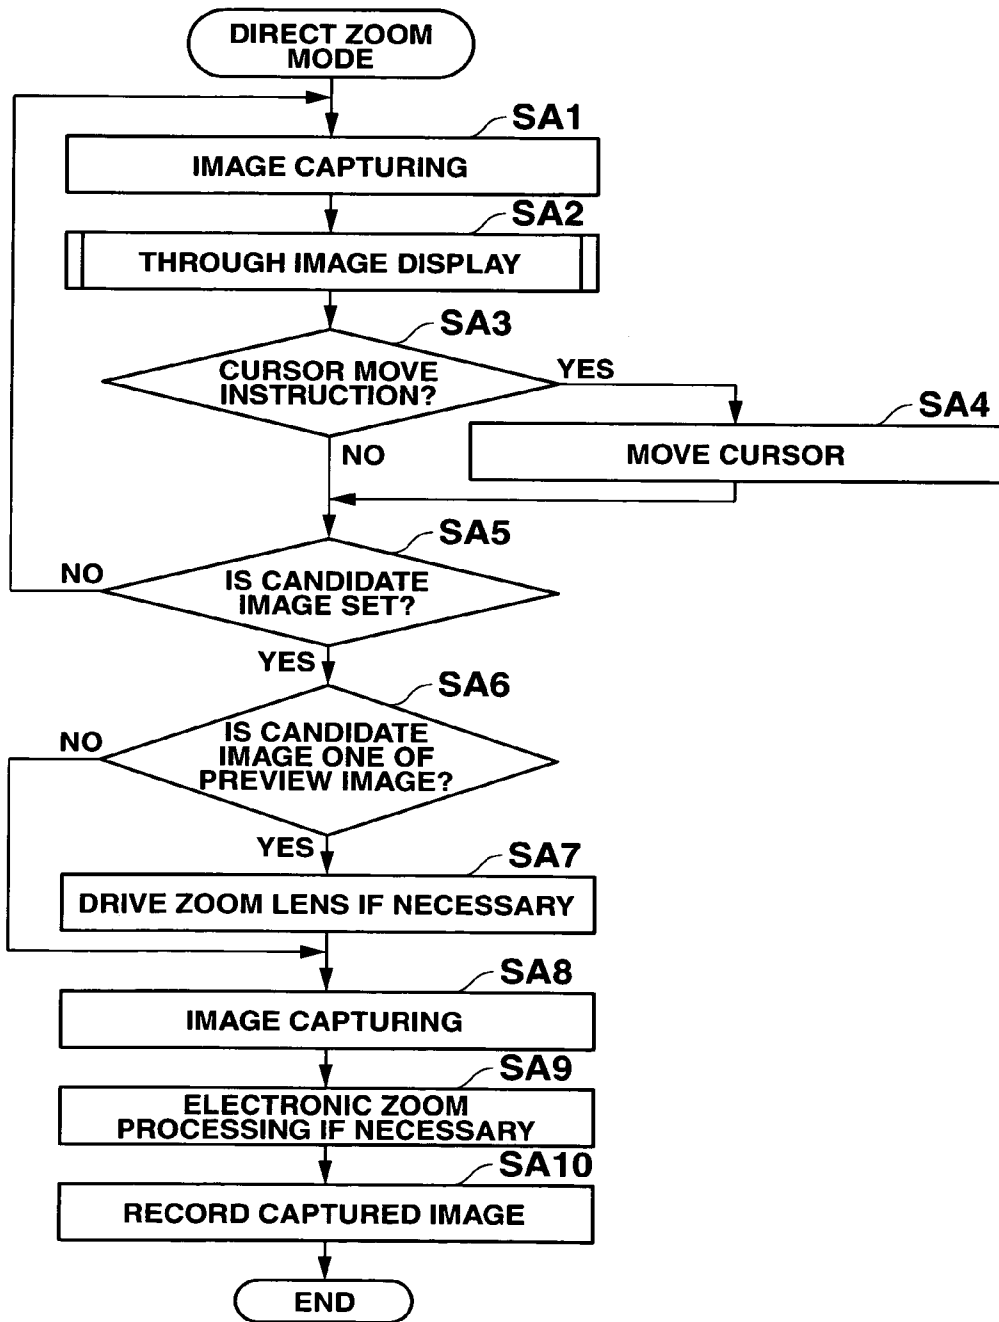 DIRECT ZOOM
MODE
SA1
IMAGE CAPTURING
SA2
THROUGH IMAGE DISPLAY
SA3
CURSOR MOVE
INSTRUCTION?
YES
SA4
MOVE CURSOR
NO
SA5
NO
IS CANDIDATE
IMAGE SET?
YES
SA6
NO
IS CANDIDATE
IMAGE ONE OF
PREVIEW IMAGE?
YES
SA7
DRIVE ZOOM LENS IF NECESSARY
SA8
IMAGE CAPTURING
SA9
ELECTRONIC ZOOM
PROCESSING IF NECESSARY
SA10
RECORD CAPTURED IMAGE
END